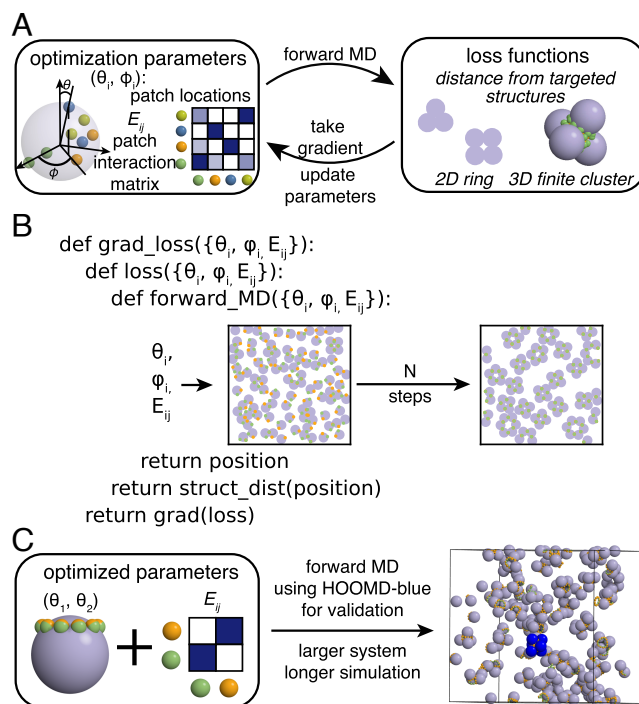 A
optimization parameters
(θi, ϕi):
patch locations
θ
Eij
patch
interaction
matrix
ϕ
forward MD
take
gradient
update
parameters
loss functions
distance from targeted
structures
2D ring
3D finite cluster
B
def grad_loss({θi, φi, Eij}):
def loss({θi, φi, Eij}):
def forward_MD({θi, φi, Eij}):
θi,
φi,
Eij
N
steps
return position
return struct_dist(position)
return grad(loss)
C
optimized parameters
(θ1, θ2)
Eij
forward MD
using HOOMD-blue
for validation
larger system
longer simulation